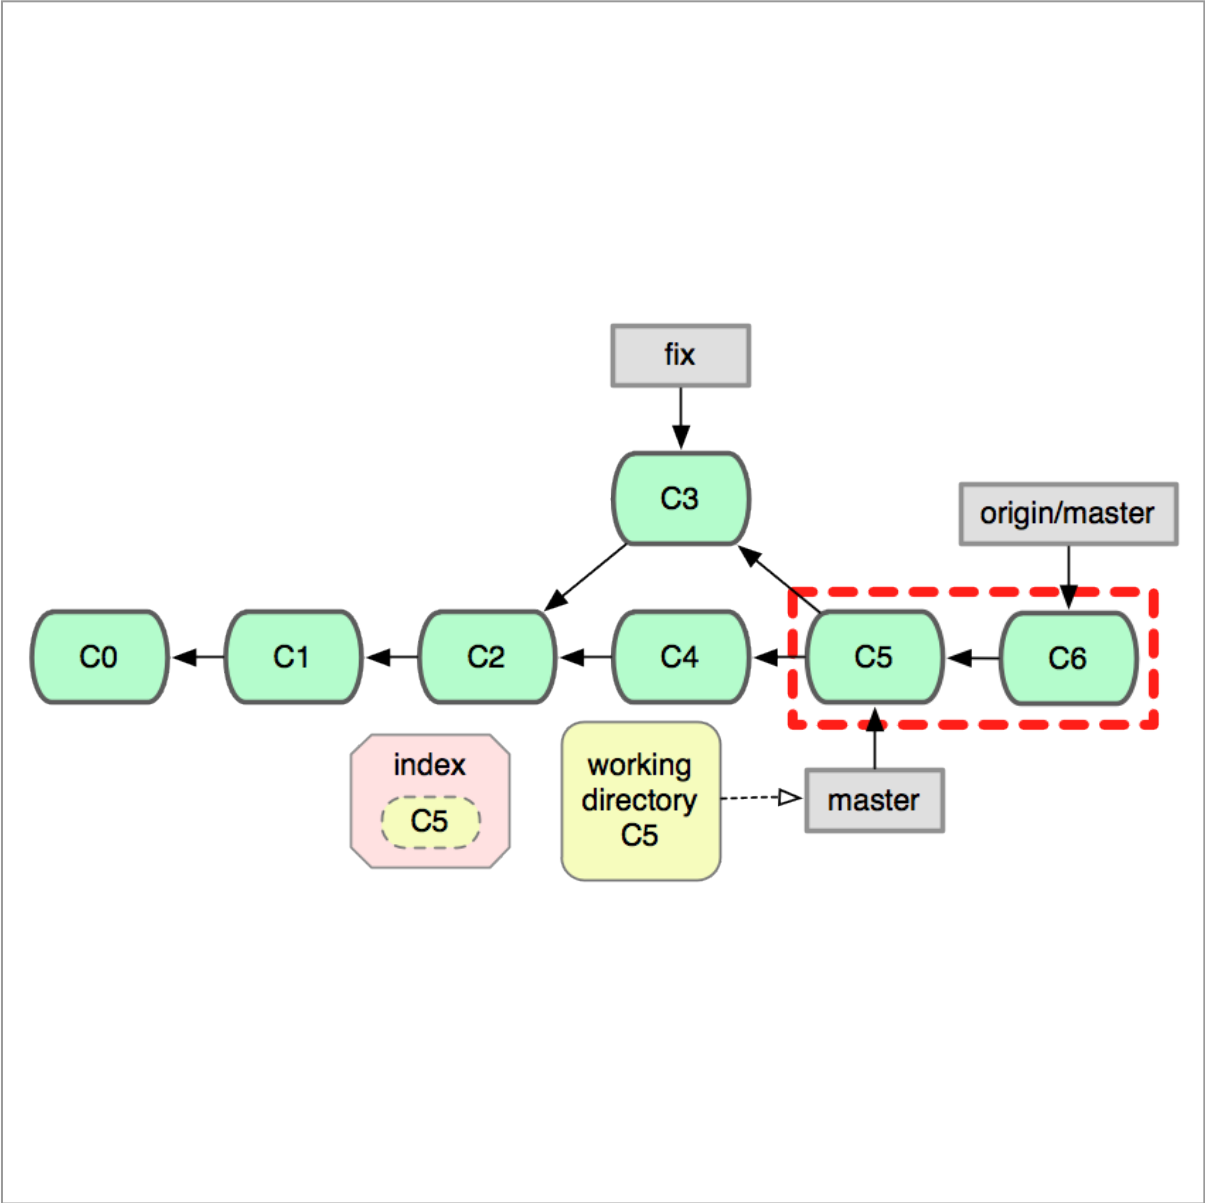 fix
C3
origin/master
C0
C1
C2
C4
C5
C6
index
C5
working
directory
C5
master